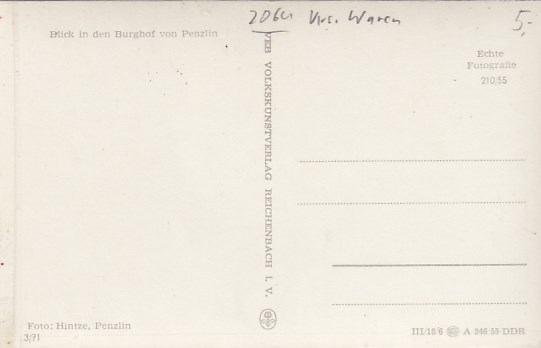 2064 Krs. Waren
5,-
Blick in den Burghof von Penzlin
Echte
Fotografie
210/55
VEB VOLKSKUNSTVERLAG REICHENBACH I. V.
Foto: Hintze, Penzlin
3/71
III/18/6 A 346 55 DDR